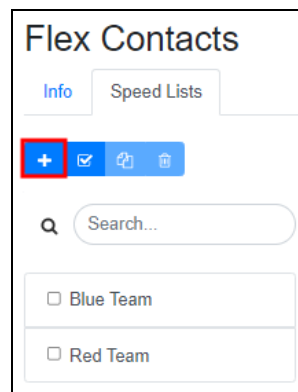 Flex Contacts
Info Speed Lists
Search...
Blue Team
Red Team